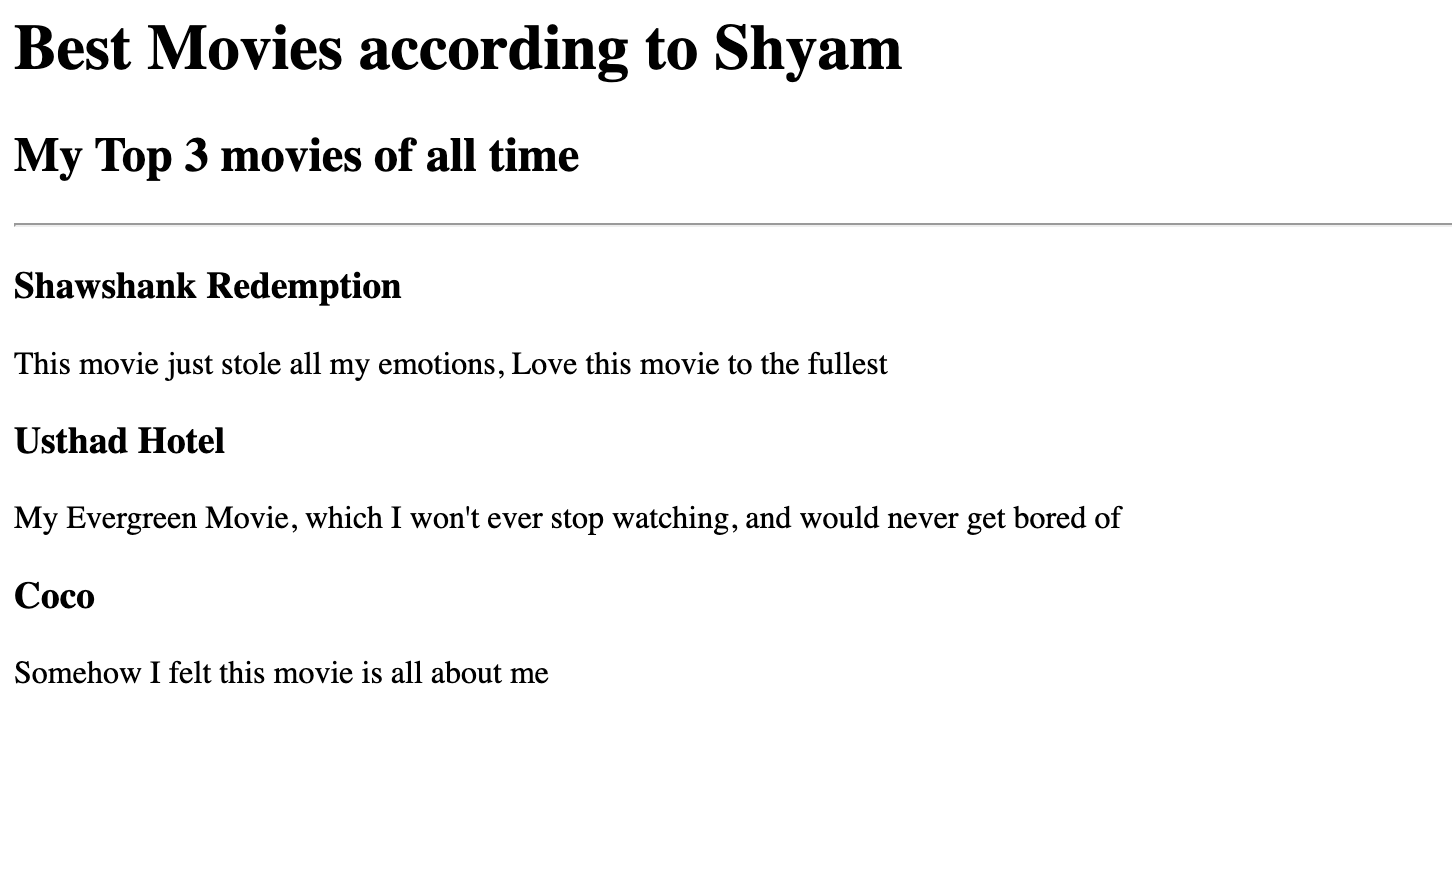 Best Movies according to Shyam
My Top 3 movies of all time
Shawshank Redemption
This movie just stole all my emotions, Love this movie to the fullest
Usthad Hotel
My Evergreen Movie, which I won't ever stop watching, and would never get bored of
Coco
Somehow I felt this movie is all about me